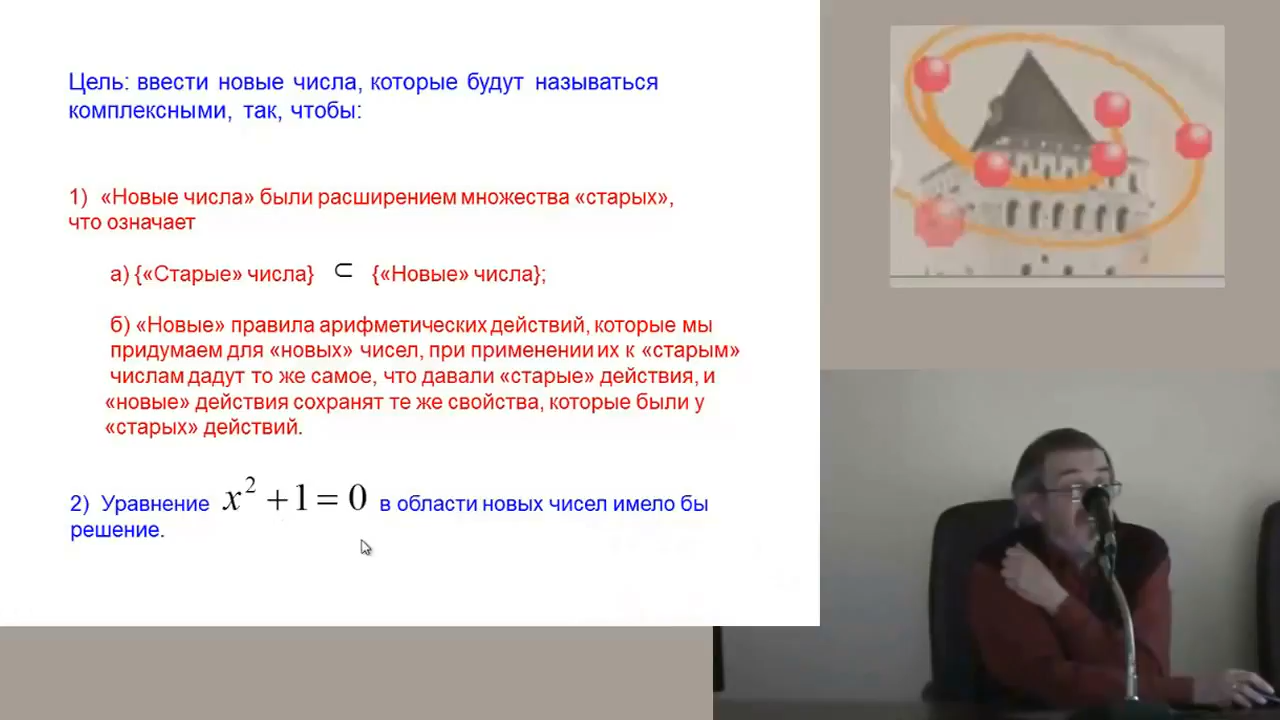 Цель: ввести новые числа, которые будут называться
комплексными, так, чтобы:
1) «Новые числа» были расширением множества «старых»,
что означает
а) {«Старые» числа} ⊂ {«Новые» числа};
б) «Новые» правила арифметических действий, которые мы
придумаем для «новых» чисел, при применении их к «старым»
числам дадут то же самое, что давали «старые» действия, и
«новые» действия сохранят те же свойства, которые были у
«старых» действий.
2) Уравнение x² + 1 = 0 в области новых чисел имело бы
решение.